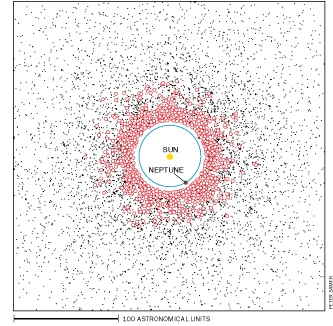 SUN
NEPTUNE
100 ASTRONOMICAL UNITS
PETER SAMEK